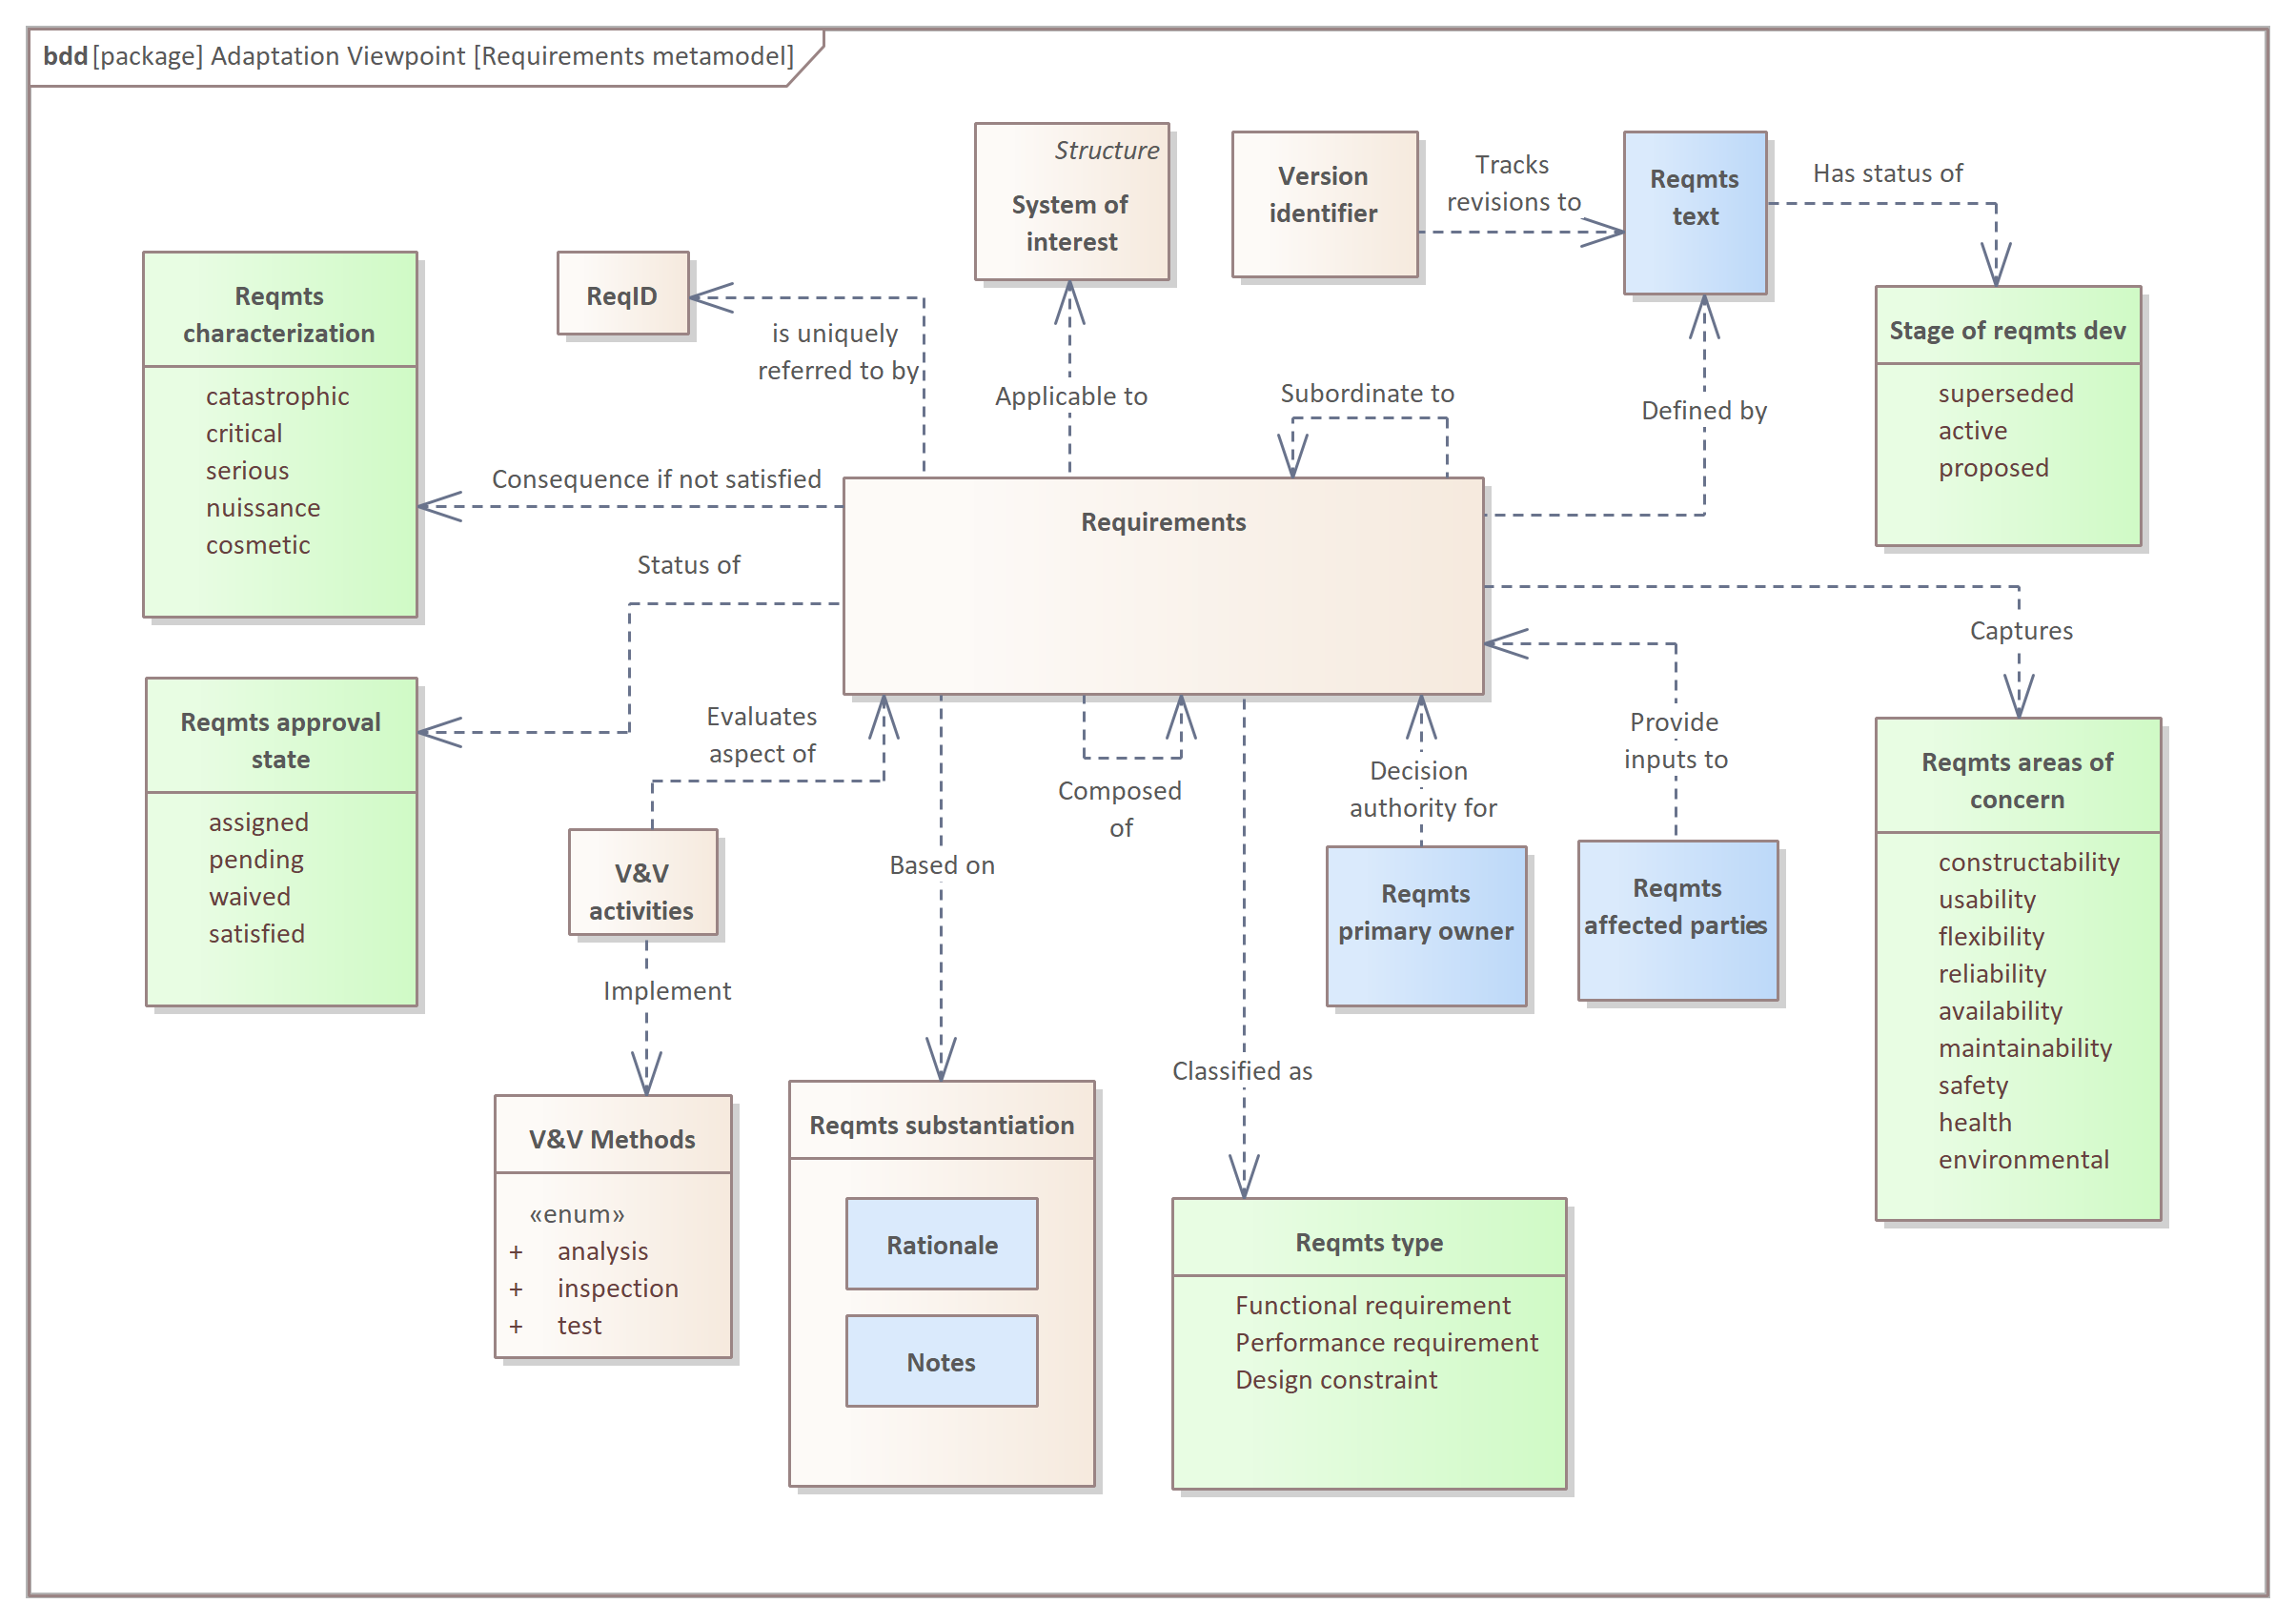 bdd [package] Adaptation Viewpoint [Requirements metamodel]
Structure
System of
interest
Version
identifier
Tracks
revisions to
Reqmts
text
Has status of
Reqmts
characterization
catastrophic
critical
serious
nuissance
cosmetic
ReqID
is uniquely
referred to by
Applicable to
Subordinate to
Defined by
Stage of reqmts dev
superseded
active
proposed
Consequence if not satisfied
Requirements
Status of
Captures
Reqmts approval
state
assigned
pending
waived
satisfied
Evaluates
aspect of
Composed
of
Decision
authority for
Provide
inputs to
Reqmts areas of
concern
constructability
usability
flexibility
reliability
availability
maintainability
safety
health
environmental
V&V
activities
Based on
Reqmts
primary owner
Reqmts
affected parties
Implement
Classified as
V&V Methods
«enum»
+ analysis
+ inspection
+ test
Reqmts substantiation
Rationale
Notes
Reqmts type
Functional requirement
Performance requirement
Design constraint